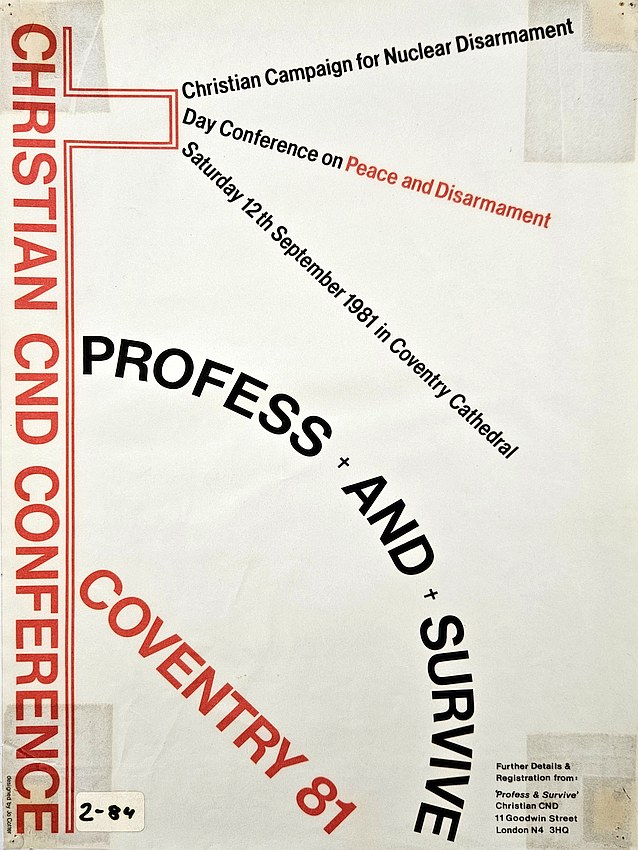 CHRISTIAN CND CONFERENCE
Christian Campaign for Nuclear Disarmament
Day Conference on Peace and Disarmament
Saturday 12th September 1981 in Coventry Cathedral
PROFESS + AND + SURVIVE
COVENTRY 81
Further Details &
Registration from:
'Profess & Survive'
Christian CND
11 Goodwin Street
London N4 3HQ
2-84
designed by Jo Cotter